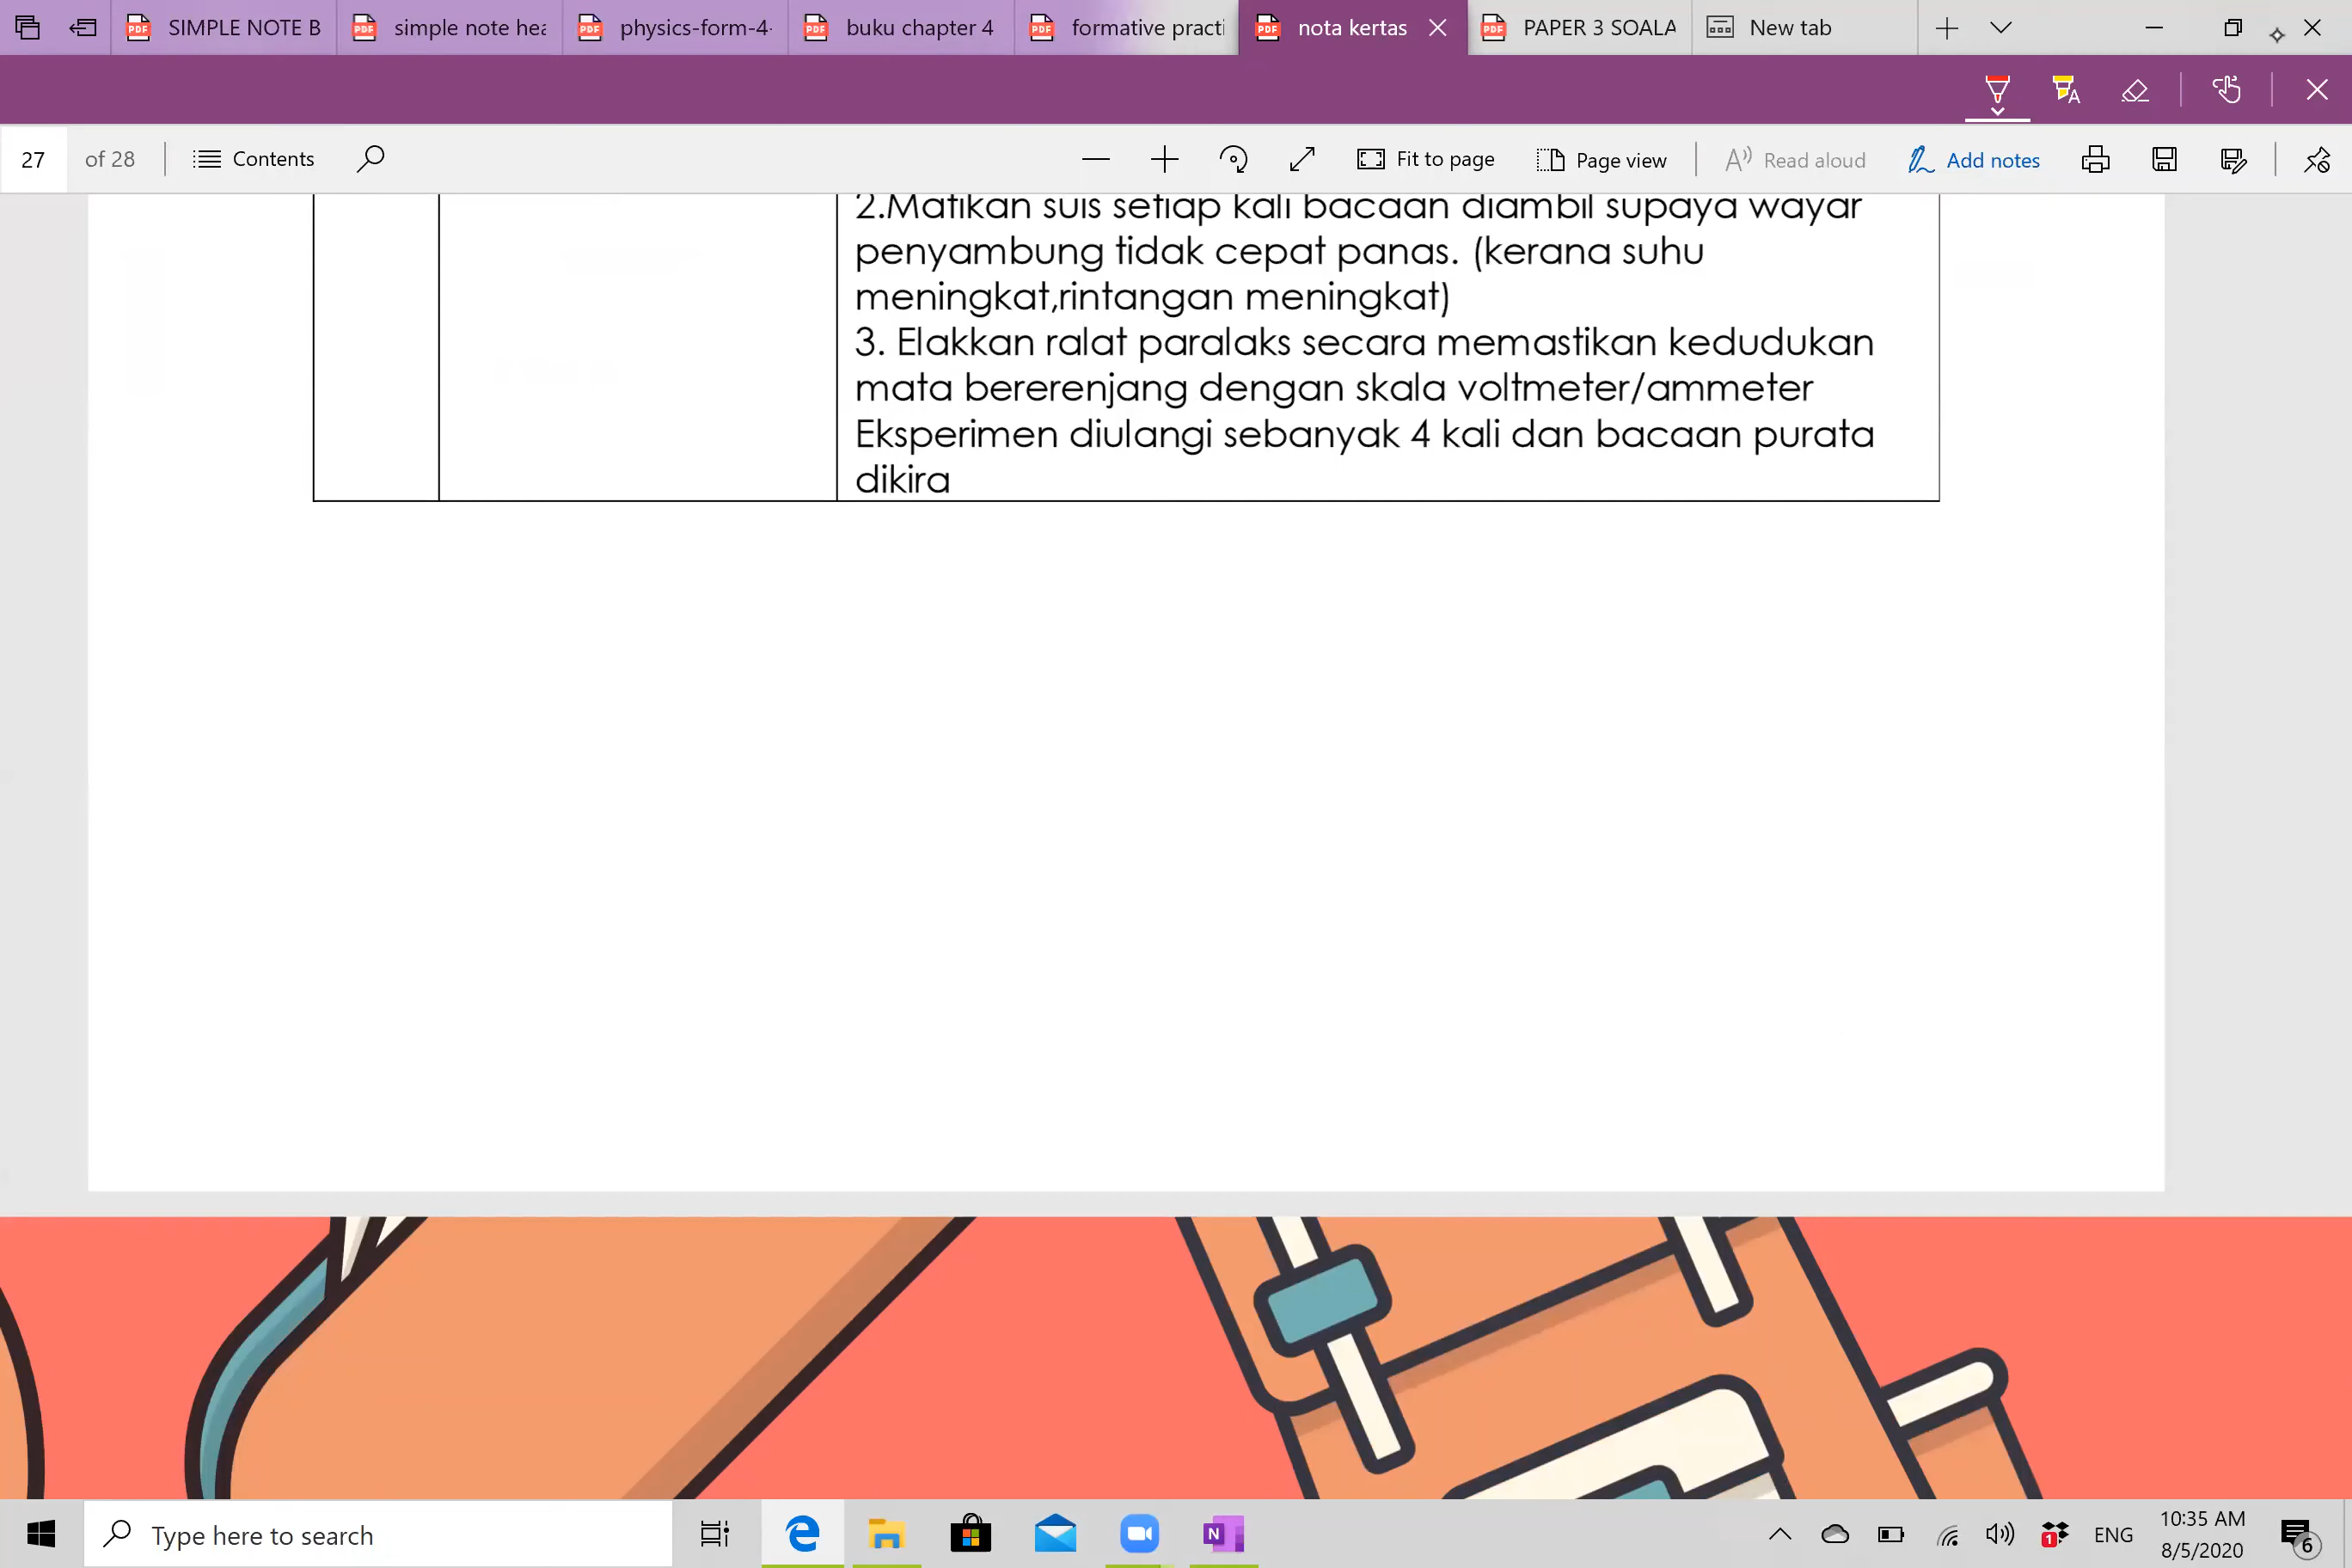 SIMPLE NOTE B
simple note hea
physics-form-4-
buku chapter 4
formative practi
nota kertas
PAPER 3 SOALA
New tab
27 of 28
Contents
Fit to page
Page view
Read aloud
Add notes
2.Matikan suis setiap kali bacaan diambil supaya wayar
penyambung tidak cepat panas. (kerana suhu
meningkat,rintangan meningkat)
3. Elakkan ralat paralaks secara memastikan kedudukan
mata bererenjang dengan skala voltmeter/ammeter
Eksperimen diulangi sebanyak 4 kali dan bacaan purata
dikira
Type here to search
ENG
10:35 AM
8/5/2020
6